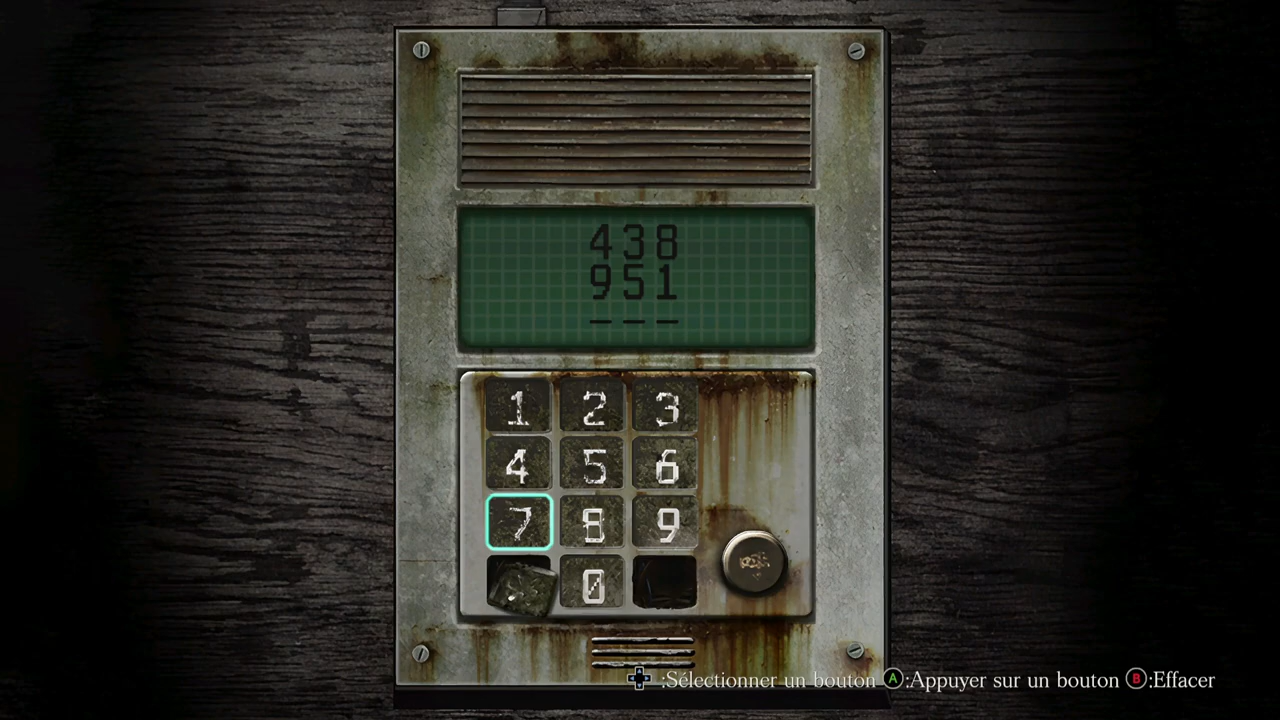 438
951
___
1 2 3
4 5 6
7 8 9
0
:Sélectionner un bouton A:Appuyer sur un bouton B:Effacer